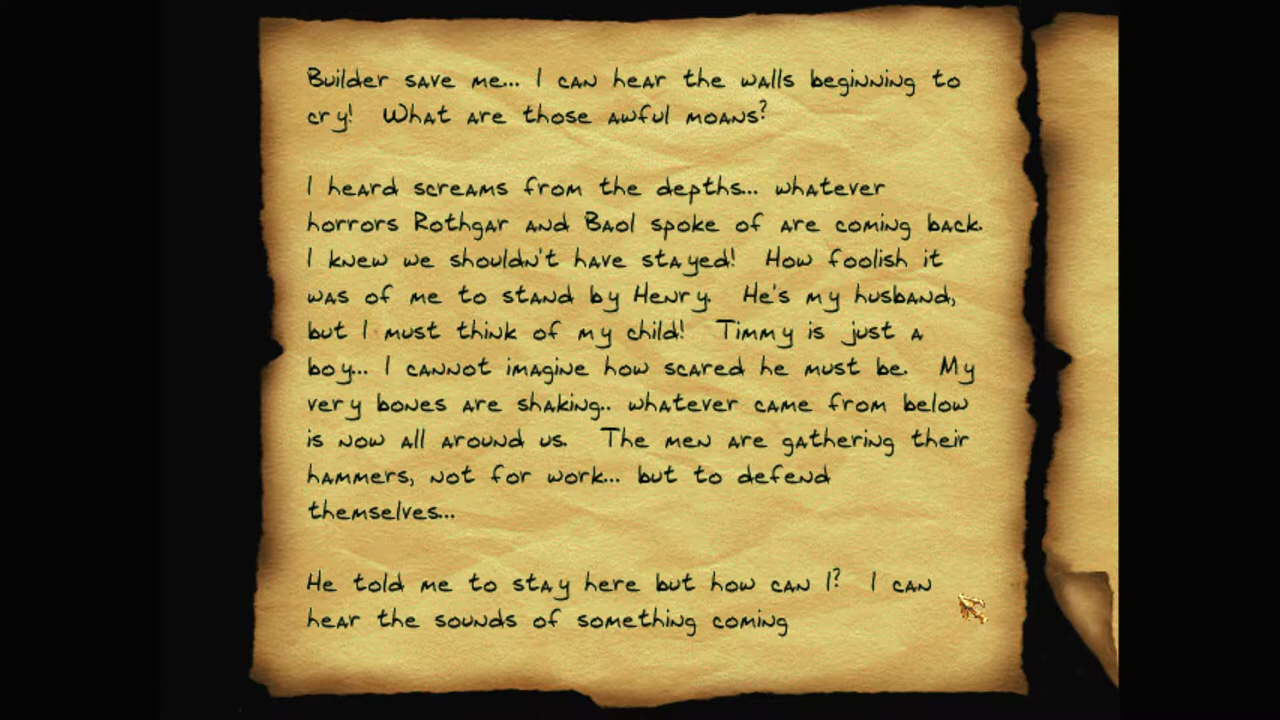 Builder save me... I can hear the walls beginning to
cry! What are those awful moans?
I heard screams from the depths... whatever
horrors Rothgar and Baol spoke of are coming back.
I knew we shouldn't have stayed! How foolish it
was of me to stand by Henry. He's my husband,
but I must think of my child! Timmy is just a
boy... I cannot imagine how scared he must be. My
very bones are shaking.. whatever came from below
is now all around us. The men are gathering their
hammers, not for work... but to defend
themselves...
He told me to stay here but how can I? I can
hear the sounds of something coming